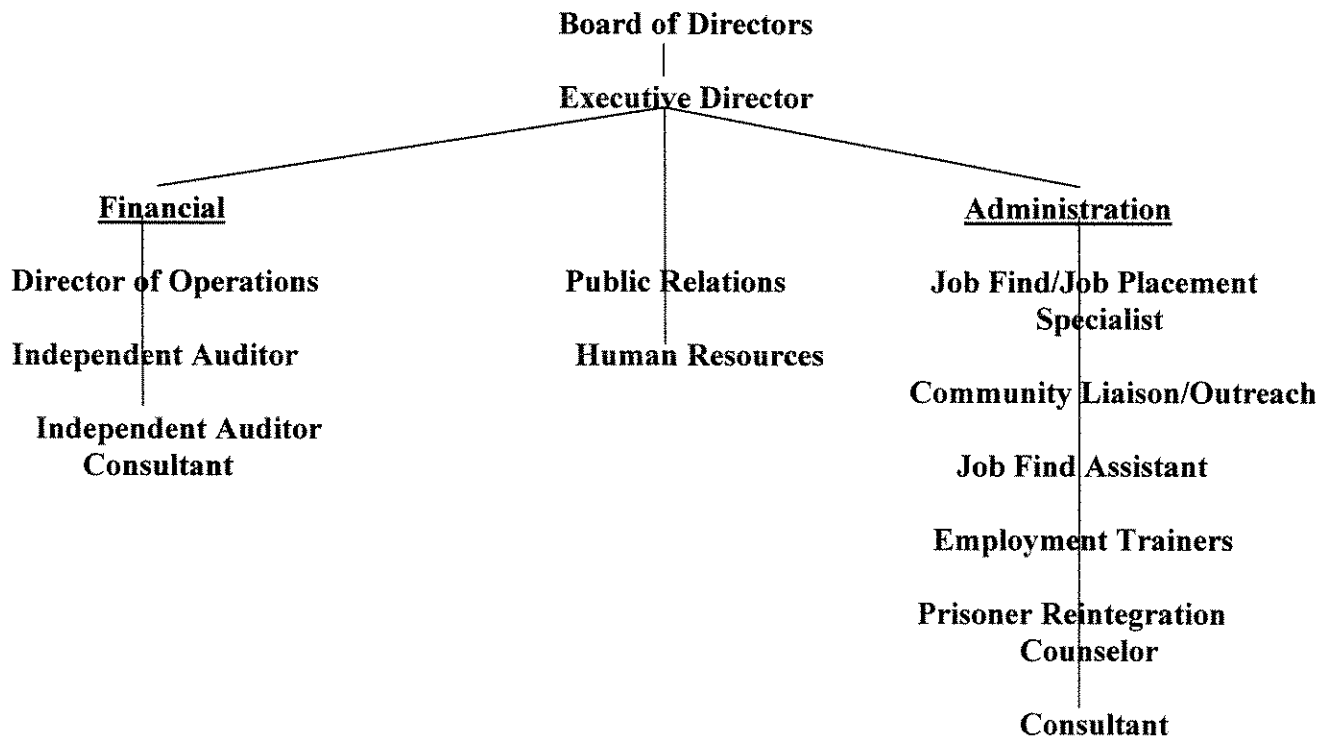 Board of Directors
Executive Director
Financial
Director of Operations
Independent Auditor
Independent Auditor
Consultant
Public Relations
Human Resources
Administration
Job Find/Job Placement
Specialist
Community Liaison/Outreach
Job Find Assistant
Employment Trainers
Prisoner Reintegration
Counselor
Consultant